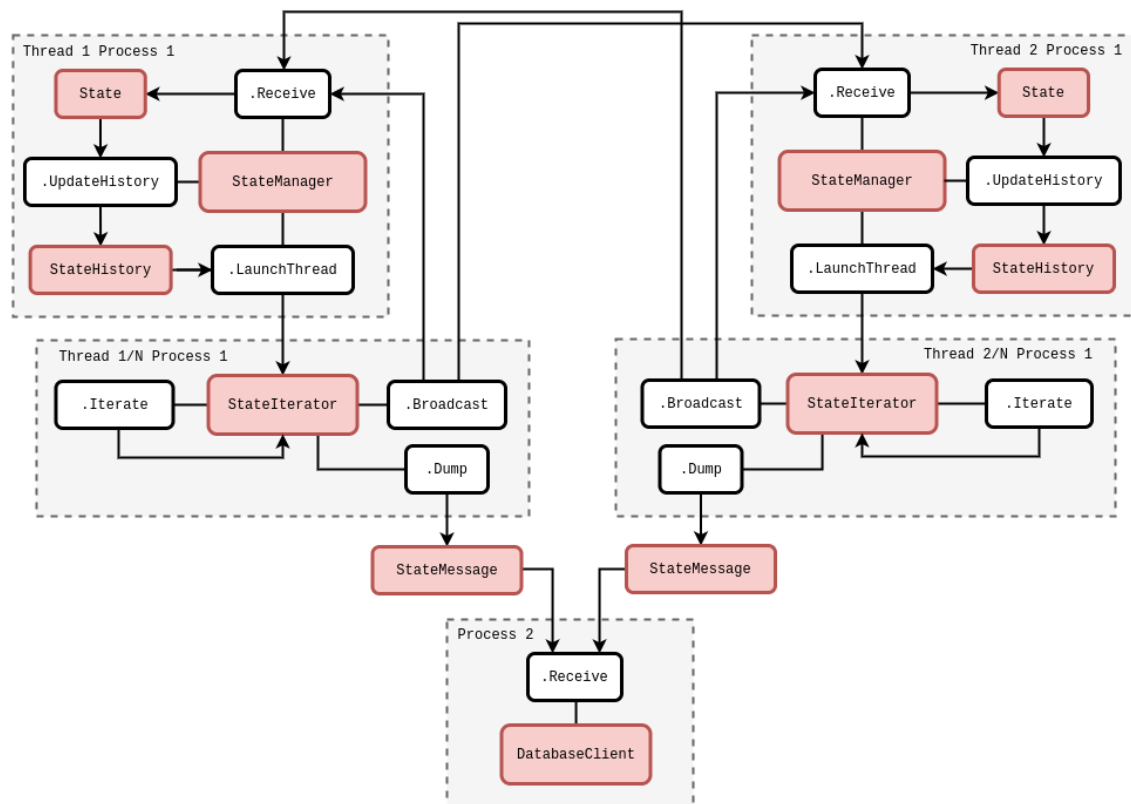 Thread 1 Process 1
State
.Receive
.UpdateHistory
StateManager
StateHistory
.LaunchThread
Thread 2 Process 1
.Receive
State
StateManager
.UpdateHistory
.LaunchThread
StateHistory
Thread 1/N Process 1
.Iterate
StateIterator
.Broadcast
.Dump
Thread 2/N Process 1
.Broadcast
StateIterator
.Iterate
.Dump
StateMessage
StateMessage
Process 2
.Receive
DatabaseClient